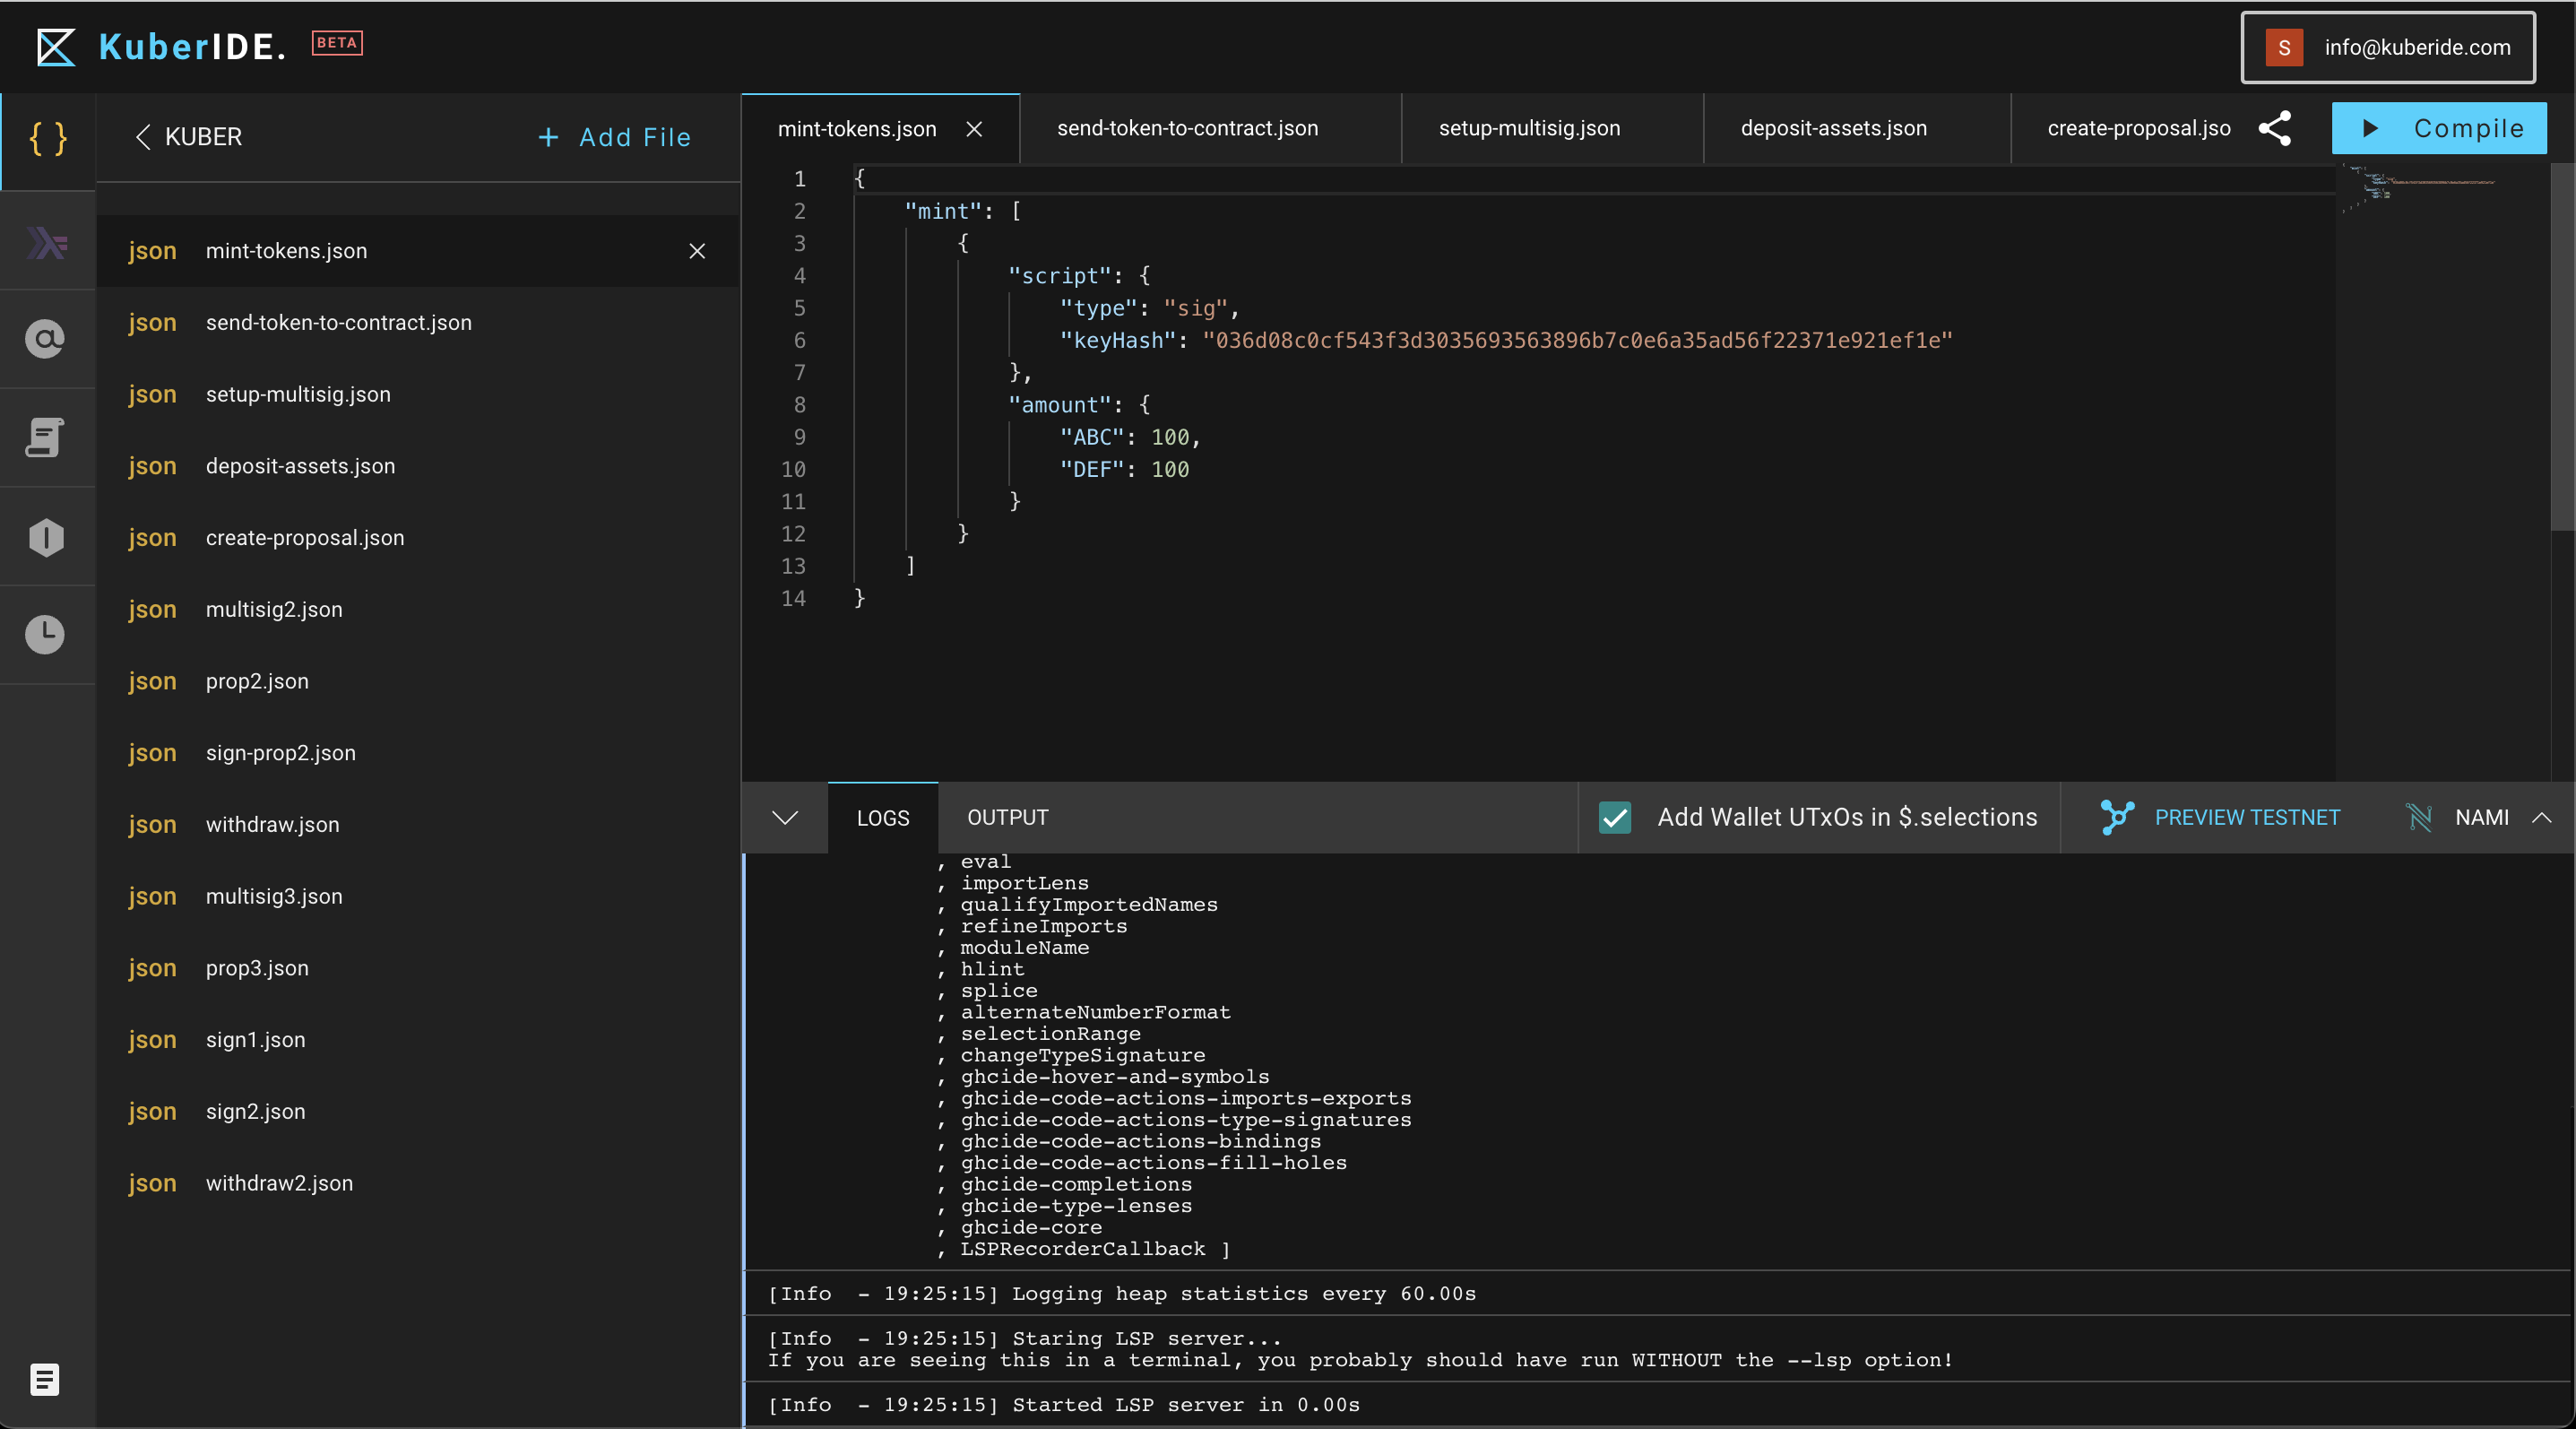 KuberIDE. BETA
S info@kuberide.com
{ }
KUBER
+ Add File
json mint-tokens.json
json send-token-to-contract.json
json setup-multisig.json
json deposit-assets.json
json create-proposal.json
json multisig2.json
json prop2.json
json sign-prop2.json
json withdraw.json
json multisig3.json
json prop3.json
json sign1.json
json sign2.json
json withdraw2.json
mint-tokens.json send-token-to-contract.json setup-multisig.json deposit-assets.json create-proposal.jso Compile
1 {
2 "mint": [
3 {
4 "script": {
5 "type": "sig",
6 "keyHash": "036d08c0cf543f3d3035693563896b7c0e6a35ad56f22371e921ef1e"
7 },
8 "amount": {
9 "ABC": 100,
10 "DEF": 100
11 }
12 }
13 ]
14 }
LOGS OUTPUT Add Wallet UTxOs in $.selections PREVIEW TESTNET NAMI
, eval
, importLens
, qualifyImportedNames
, refineImports
, moduleName
, hlint
, splice
, alternateNumberFormat
, selectionRange
, changeTypeSignature
, ghcide-hover-and-symbols
, ghcide-code-actions-imports-exports
, ghcide-code-actions-type-signatures
, ghcide-code-actions-bindings
, ghcide-code-actions-fill-holes
, ghcide-completions
, ghcide-type-lenses
, ghcide-core
, LSPRecorderCallback ]
[Info  - 19:25:15] Logging heap statistics every 60.00s
[Info  - 19:25:15] Staring LSP server...
If you are seeing this in a terminal, you probably should have run WITHOUT the --lsp option!
[Info  - 19:25:15] Started LSP server in 0.00s